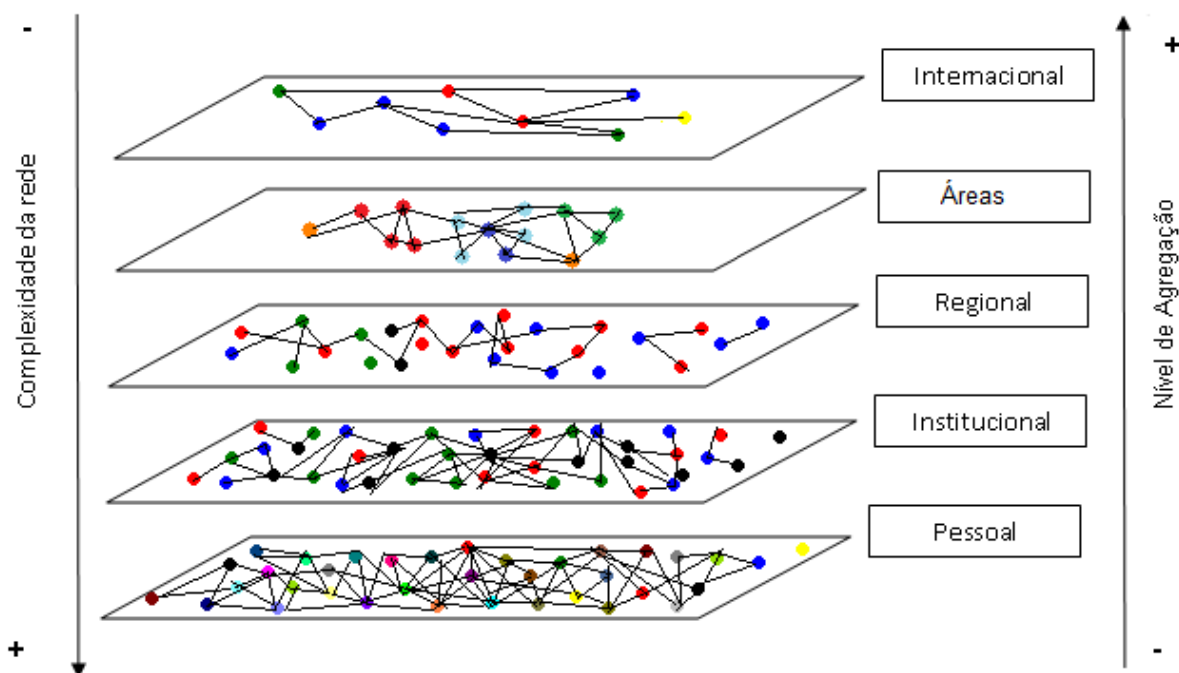 -
+
Internacional
Áreas
Regional
Institucional
Pessoal
Complexidade da rede
Nível de Agregação
+
-